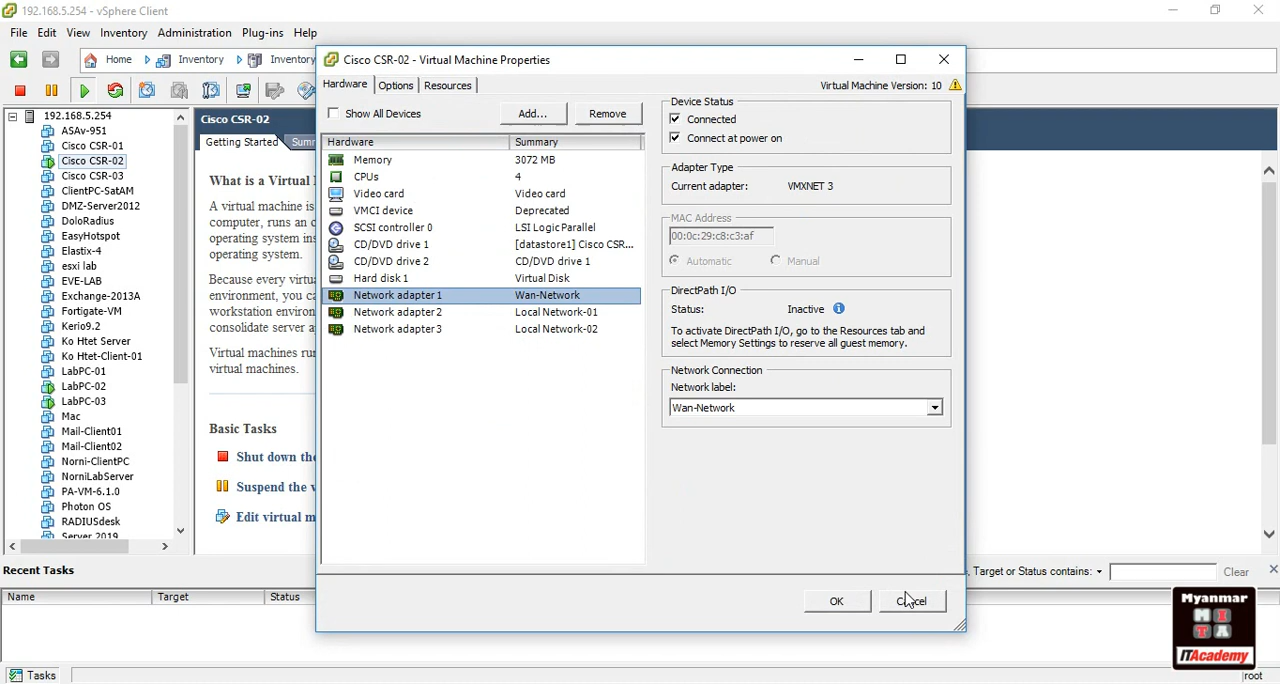 192.168.5.254 - vSphere Client
File Edit View Inventory Administration Plug-ins Help
Home Inventory Inventory
192.168.5.254
ASAv-951
Cisco CSR-01
Cisco CSR-02
Cisco CSR-03
ClientPC-SatAM
DMZ-Server2012
DoloRadius
EasyHotspot
Elastix-4
esxi lab
EVE-LAB
Exchange-2013A
Fortigate-VM
Kerio9.2
Ko Htet Server
Ko Htet-Client-01
LabPC-01
LabPC-02
LabPC-03
Mac
Mail-Client01
Mail-Client02
Norni-ClientPC
NorniLabServer
PA-VM-6.1.0
Photon OS
RADIUSdesk
Server 2019
Cisco CSR-02
Getting Started Summ
What is a Virtual
A virtual machine is
computer, runs an
operating system ins
operating system.
Because every virtu
environment, you ca
workstation environ
consolidate server a
Virtual machines run
virtual machines.
Basic Tasks
Shut down the
Suspend the v
Edit virtual m
Cisco CSR-02 - Virtual Machine Properties
Hardware Options Resources
Virtual Machine Version: 10
Show All Devices Add... Remove
Hardware Summary
Memory 3072 MB
CPUs 4
Video card Video card
VMCI device Deprecated
SCSI controller 0 LSI Logic Parallel
CD/DVD drive 1 [datastore1] Cisco CSR...
CD/DVD drive 2 CD/DVD drive 1
Hard disk 1 Virtual Disk
Network adapter 1 Wan-Network
Network adapter 2 Local Network-01
Network adapter 3 Local Network-02
Device Status
Connected
Connect at power on
Adapter Type
Current adapter: VMXNET 3
MAC Address
00:0c:29:c8:c3:af
Automatic Manual
DirectPath I/O
Status: Inactive
To activate DirectPath I/O, go to the Resources tab and
select Memory Settings to reserve all guest memory.
Network Connection
Network label:
Wan-Network
OK Cancel
Recent Tasks
, Target or Status contains: Clear
Name Target Status
Tasks
root
Myanmar
M I
T A
ITAcademy